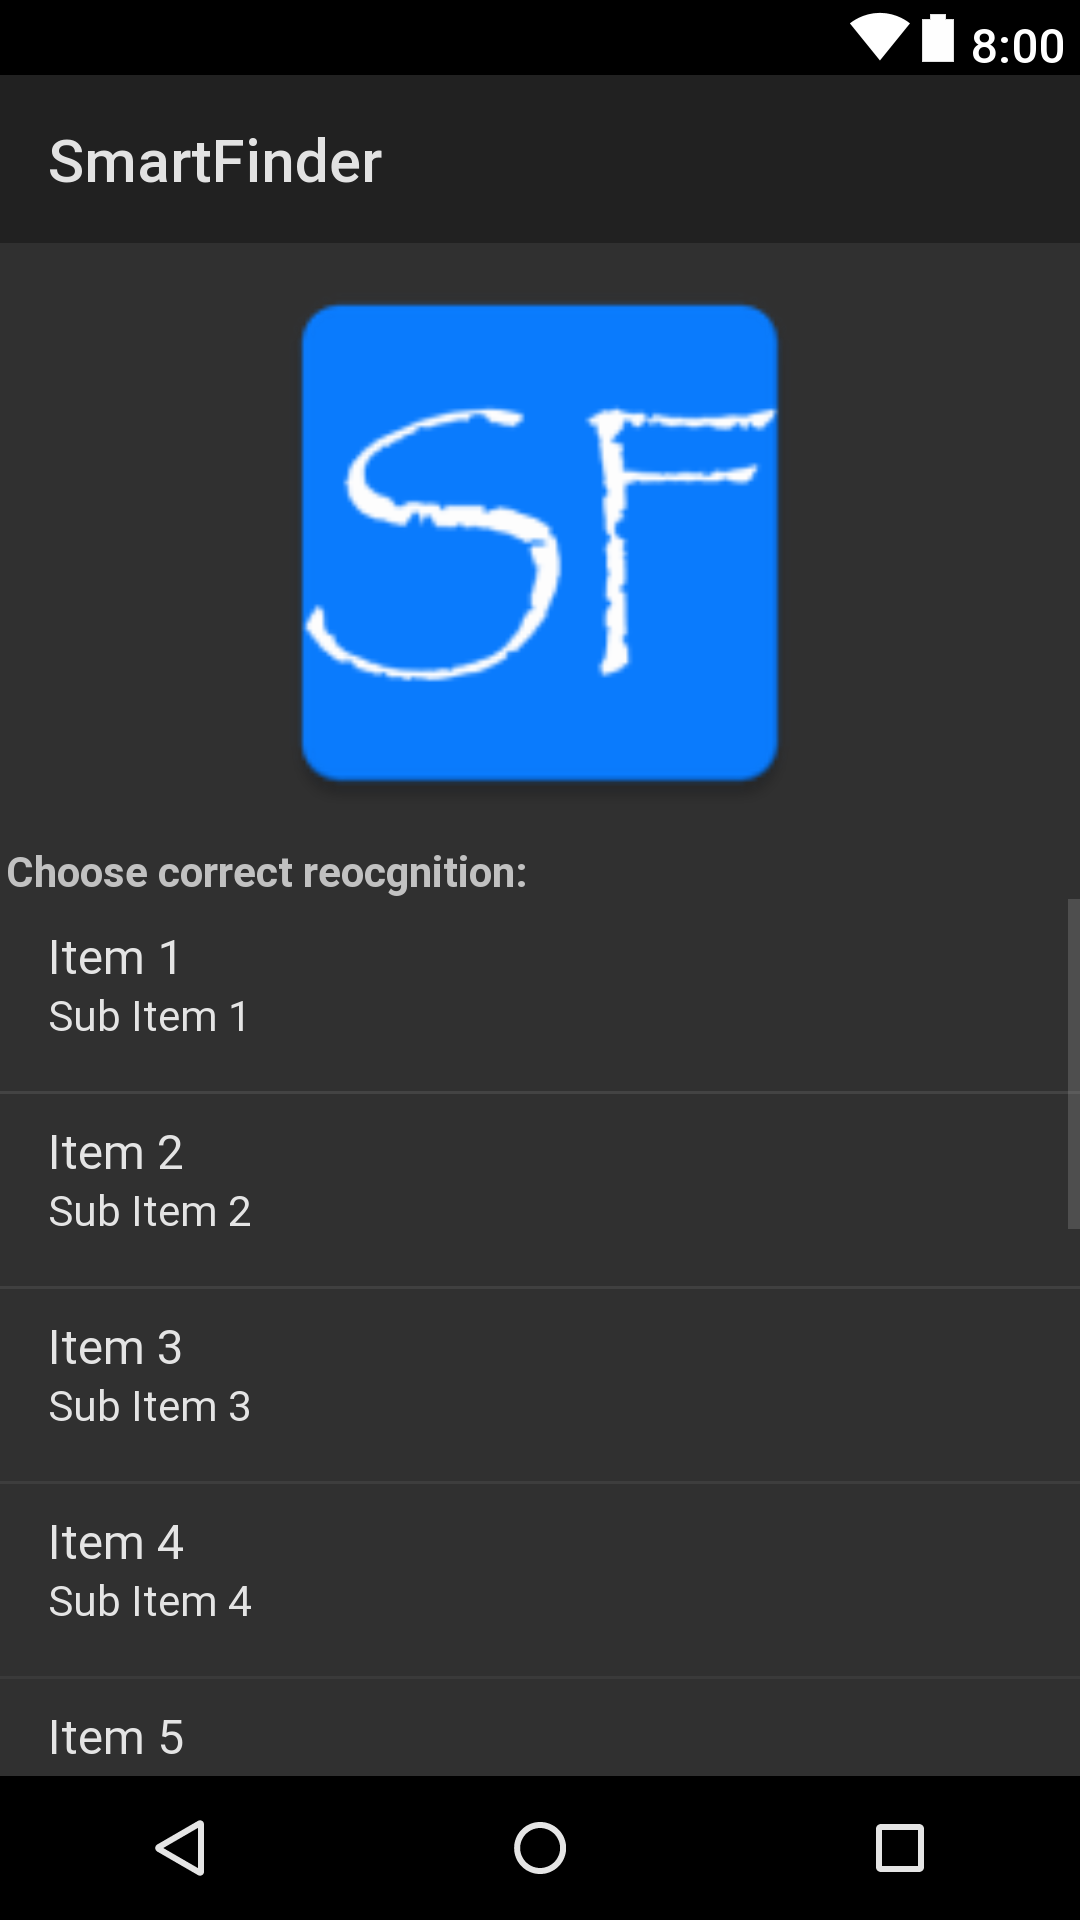 8:00
SmartFinder
SF
Choose correct reocgnition:
Item 1
Sub Item 1
Item 2
Sub Item 2
Item 3
Sub Item 3
Item 4
Sub Item 4
Item 5